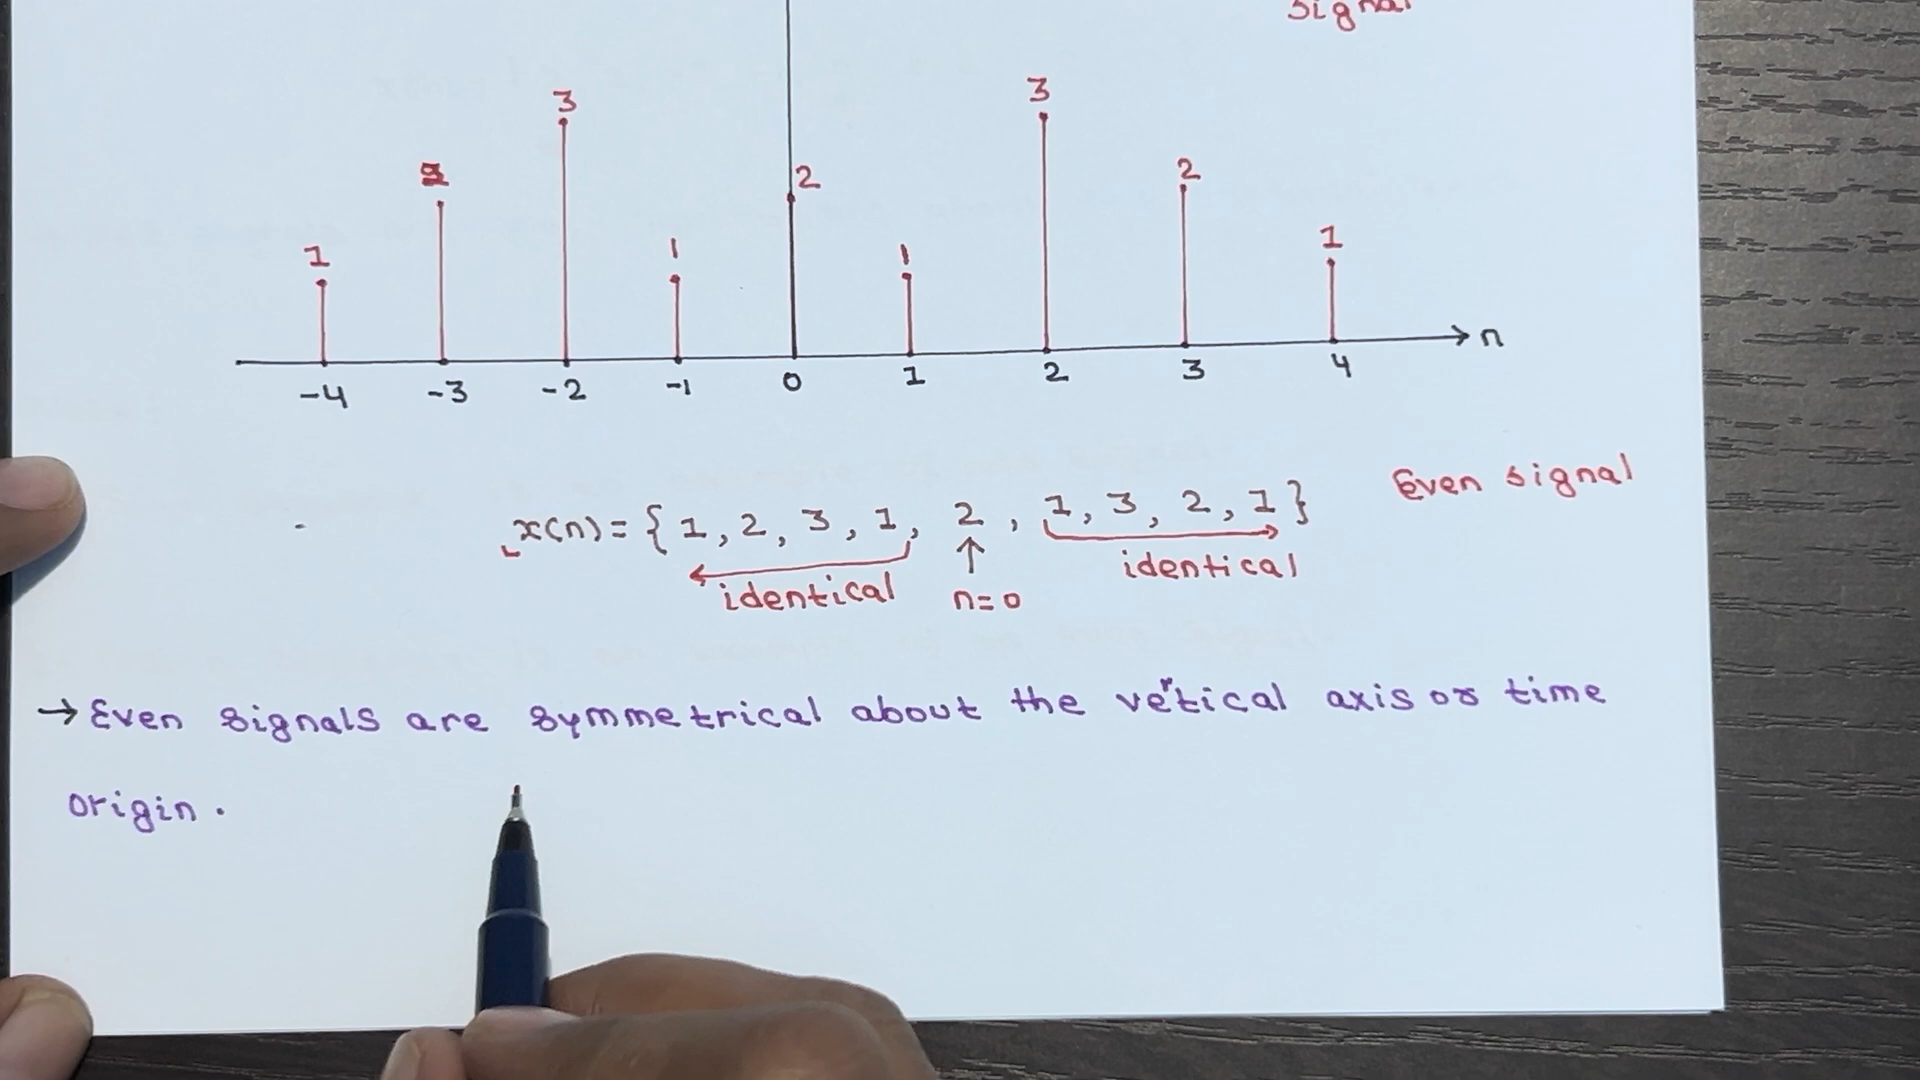 signal
3 3
2 2 2
1 1 1 1
-4 -3 -2 -1 0 1 2 3 4 n
x(n) = { 1, 2, 3, 1, 2, 1, 3, 2, 1 } Even signal
identical n=0 identical
→ Even signals are symmetrical about the vertical axis or time
origin.